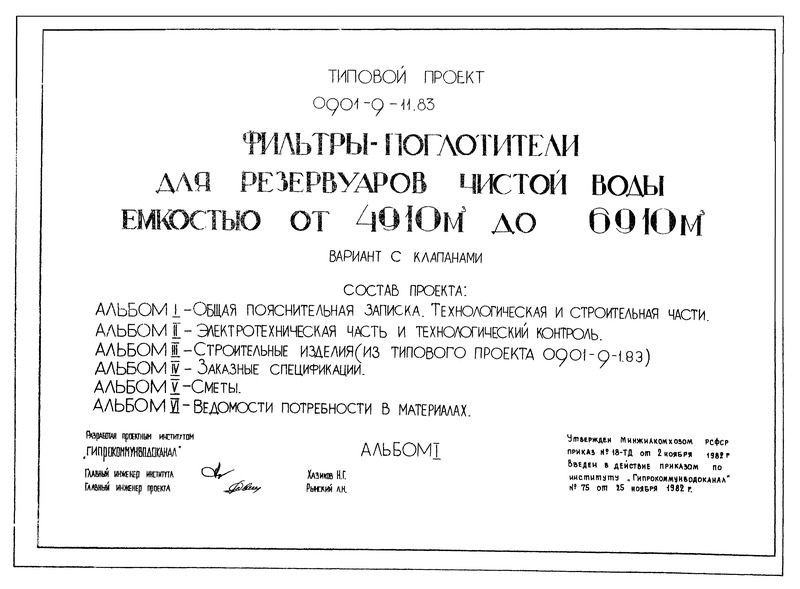 ТИПОВОЙ ПРОЕКТ
0901-9-11.83
ФИЛЬТРЫ-ПОГЛОТИТЕЛИ
ДЛЯ РЕЗЕРВУАРОВ ЧИСТОЙ ВОДЫ
ЕМКОСТЬЮ ОТ 4910М³ ДО 6910М³
ВАРИАНТ С КЛАПАНАМИ
СОСТАВ ПРОЕКТА:
АЛЬБОМ I - ОБЩАЯ ПОЯСНИТЕЛЬНАЯ ЗАПИСКА. ТЕХНОЛОГИЧЕСКАЯ И СТРОИТЕЛЬНАЯ ЧАСТИ.
АЛЬБОМ II - ЭЛЕКТРОТЕХНИЧЕСКАЯ ЧАСТЬ И ТЕХНОЛОГИЧЕСКИЙ КОНТРОЛЬ.
АЛЬБОМ III - СТРОИТЕЛЬНЫЕ ИЗДЕЛИЯ (ИЗ ТИПОВОГО ПРОЕКТА 0901-9-1.83)
АЛЬБОМ IV - ЗАКАЗНЫЕ СПЕЦИФИКАЦИИ.
АЛЬБОМ V - СМЕТЫ.
АЛЬБОМ VI - ВЕДОМОСТИ ПОТРЕБНОСТИ В МАТЕРИАЛАХ.
РАЗРАБОТАН ПРОЕКТНЫМ ИНСТИТУТОМ
„ГИПРОКОММУНВОДОКАНАЛ"
ГЛАВНЫЙ ИНЖЕНЕР ИНСТИТУТА ХАЗИКОВ Н.Г.
ГЛАВНЫЙ ИНЖЕНЕР ПРОЕКТА РЫНСКИЙ Л.Н.
АЛЬБОМ I
УТВЕРЖДЕН МИНЖИЛКОМХОЗОМ РСФСР
ПРИКАЗ № 18-ТД ОТ 2 НОЯБРЯ 1982 Г
ВВЕДЕН В ДЕЙСТВИЕ ПРИКАЗОМ ПО
ИНСТИТУТУ „ГИПРОКОММУНВОДОКАНАЛ"
№ 75 ОТ 25 НОЯБРЯ 1982 Г.